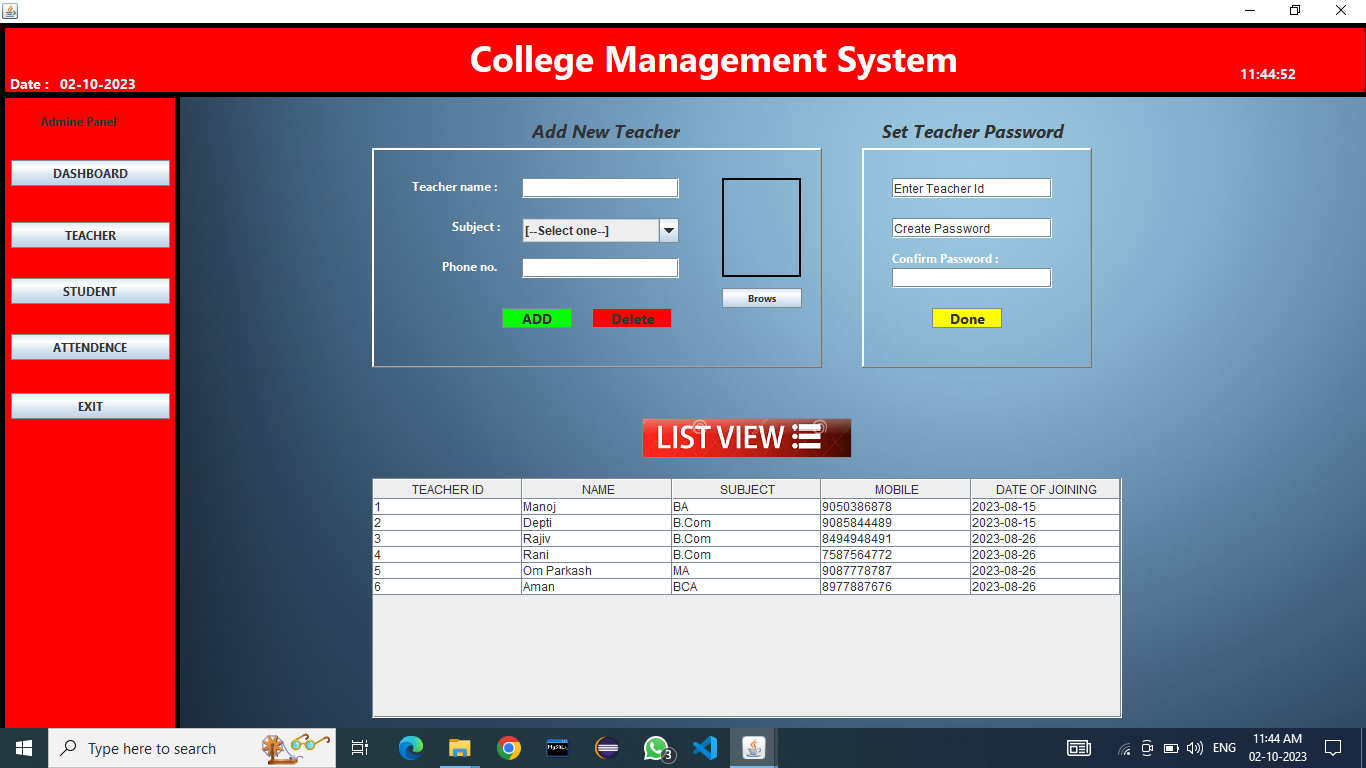 College Management System
Date : 02-10-2023
11:44:52
Admine Panel
DASHBOARD
TEACHER
STUDENT
ATTENDENCE
EXIT
Add New Teacher
Teacher name :
Subject :
[--Select one--]
Phone no.
Brows
ADD
Delete
Set Teacher Password
Enter Teacher Id
Create Password
Confirm Password :
Done
LIST VIEW
TEACHER ID NAME SUBJECT MOBILE DATE OF JOINING
1 Manoj BA 9050386878 2023-08-15
2 Depti B.Com 9085844489 2023-08-15
3 Rajiv B.Com 8494948491 2023-08-26
4 Rani B.Com 7587564772 2023-08-26
5 Om Parkash MA 9087778787 2023-08-26
6 Aman BCA 8977887676 2023-08-26
Type here to search
MySQL
3
ENG
11:44 AM
02-10-2023